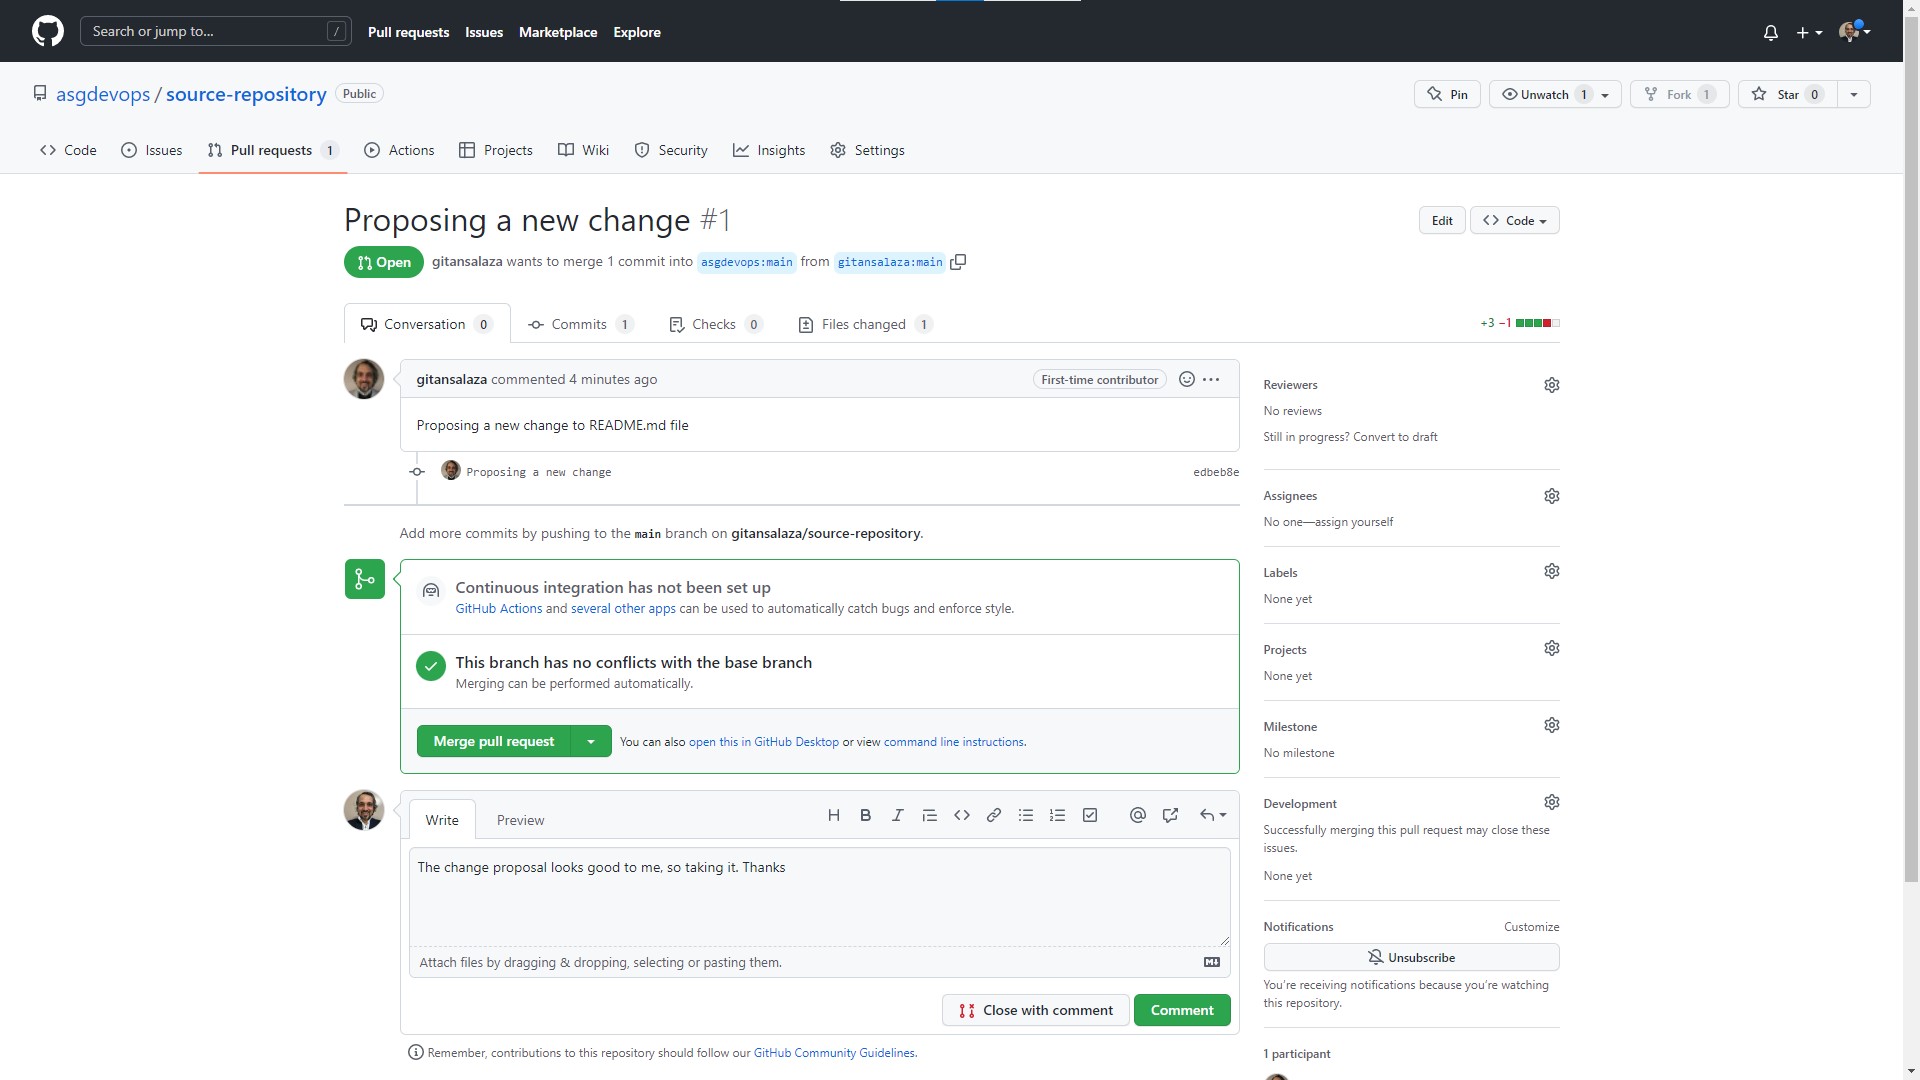 Search or jump to... /
Pull requests Issues Marketplace Explore
asgdevops / source-repository Public
Pin Unwatch 1 Fork 1 Star 0
Code Issues Pull requests 1 Actions Projects Wiki Security Insights Settings
Proposing a new change #1
Edit Code
Open gitansalaza wants to merge 1 commit into asgdevops:main from gitansalaza:main
Conversation 0 Commits 1 Checks 0 Files changed 1
+3 −1
gitansalaza commented 4 minutes ago First-time contributor
Proposing a new change to README.md file
Proposing a new change edbeb8e
Add more commits by pushing to the main branch on gitansalaza/source-repository.
Continuous integration has not been set up
GitHub Actions and several other apps can be used to automatically catch bugs and enforce style.
This branch has no conflicts with the base branch
Merging can be performed automatically.
Merge pull request You can also open this in GitHub Desktop or view command line instructions.
Write Preview
The change proposal looks good to me, so taking it. Thanks
Attach files by dragging & dropping, selecting or pasting them.
Close with comment Comment
Remember, contributions to this repository should follow our GitHub Community Guidelines.
Reviewers
No reviews
Still in progress? Convert to draft
Assignees
No one—assign yourself
Labels
None yet
Projects
None yet
Milestone
No milestone
Development
Successfully merging this pull request may close these
issues.
None yet
Notifications Customize
Unsubscribe
You're receiving notifications because you're watching
this repository.
1 participant